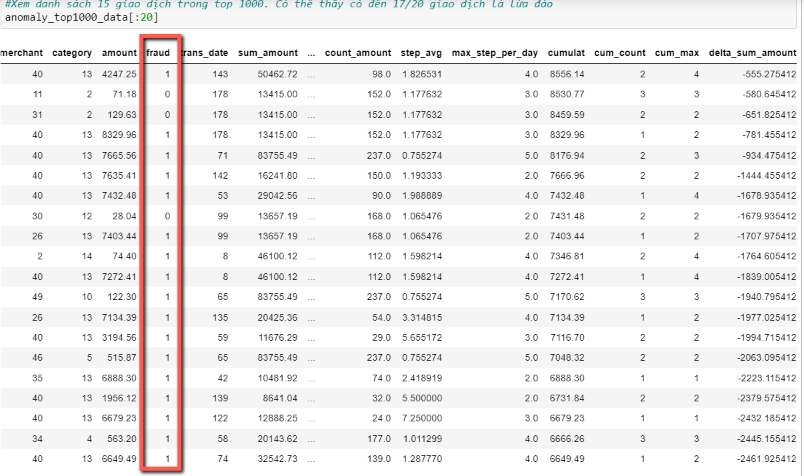 #Xem danh sách 15 giao dịch trong top 1000. Có thể thấy có đến 17/20 giao dịch là lừa đảo
anomaly_top1000_data[:20]
merchant category amount fraud trans_date sum_amount ... count_amount step_avg max_step_per_day cumulat cum_count cum_max delta_sum_amount
40 13 4247.25 1 143 50462.72 ... 98.0 1.826531 4.0 8556.14 2 4 -555.275412
11 2 71.18 0 178 13415.00 ... 152.0 1.177632 3.0 8530.77 3 3 -580.645412
31 2 129.63 0 178 13415.00 ... 152.0 1.177632 3.0 8459.59 2 2 -651.825412
40 13 8329.96 1 178 13415.00 ... 152.0 1.177632 3.0 8329.96 1 2 -781.455412
40 13 7665.56 1 71 83755.49 ... 237.0 0.755274 5.0 8176.94 2 3 -934.475412
40 13 7635.41 1 142 16241.80 ... 150.0 1.193333 2.0 7666.96 2 2 -1444.455412
40 13 7432.48 1 53 29042.56 ... 90.0 1.988889 4.0 7432.48 1 4 -1678.935412
30 12 28.04 0 99 13657.19 ... 168.0 1.065476 2.0 7431.48 2 2 -1679.935412
26 13 7403.44 1 99 13657.19 ... 168.0 1.065476 2.0 7403.44 1 2 -1707.975412
2 14 74.40 1 8 46100.12 ... 112.0 1.598214 4.0 7346.81 2 4 -1764.605412
40 13 7272.41 1 8 46100.12 ... 112.0 1.598214 4.0 7272.41 1 4 -1839.005412
49 10 122.30 1 65 83755.49 ... 237.0 0.755274 5.0 7170.62 3 3 -1940.795412
26 13 7134.39 1 135 20425.36 ... 54.0 3.314815 4.0 7134.39 1 2 -1977.025412
40 13 3194.56 1 59 11676.29 ... 29.0 5.655172 3.0 7116.70 2 2 -1994.715412
46 5 515.87 1 65 83755.49 ... 237.0 0.755274 5.0 7048.32 2 2 -2063.095412
35 13 6888.30 1 42 10481.92 ... 74.0 2.418919 2.0 6888.30 1 1 -2223.115412
40 13 1956.12 1 139 8641.04 ... 32.0 5.500000 2.0 6731.84 2 2 -2379.575412
40 13 6679.23 1 122 12888.25 ... 24.0 7.250000 3.0 6679.23 1 1 -2432.185412
34 4 563.20 1 58 20143.62 ... 177.0 1.011299 4.0 6666.26 3 3 -2445.155412
40 13 6649.49 1 74 32542.73 ... 139.0 1.287770 4.0 6649.49 1 2 -2461.925412